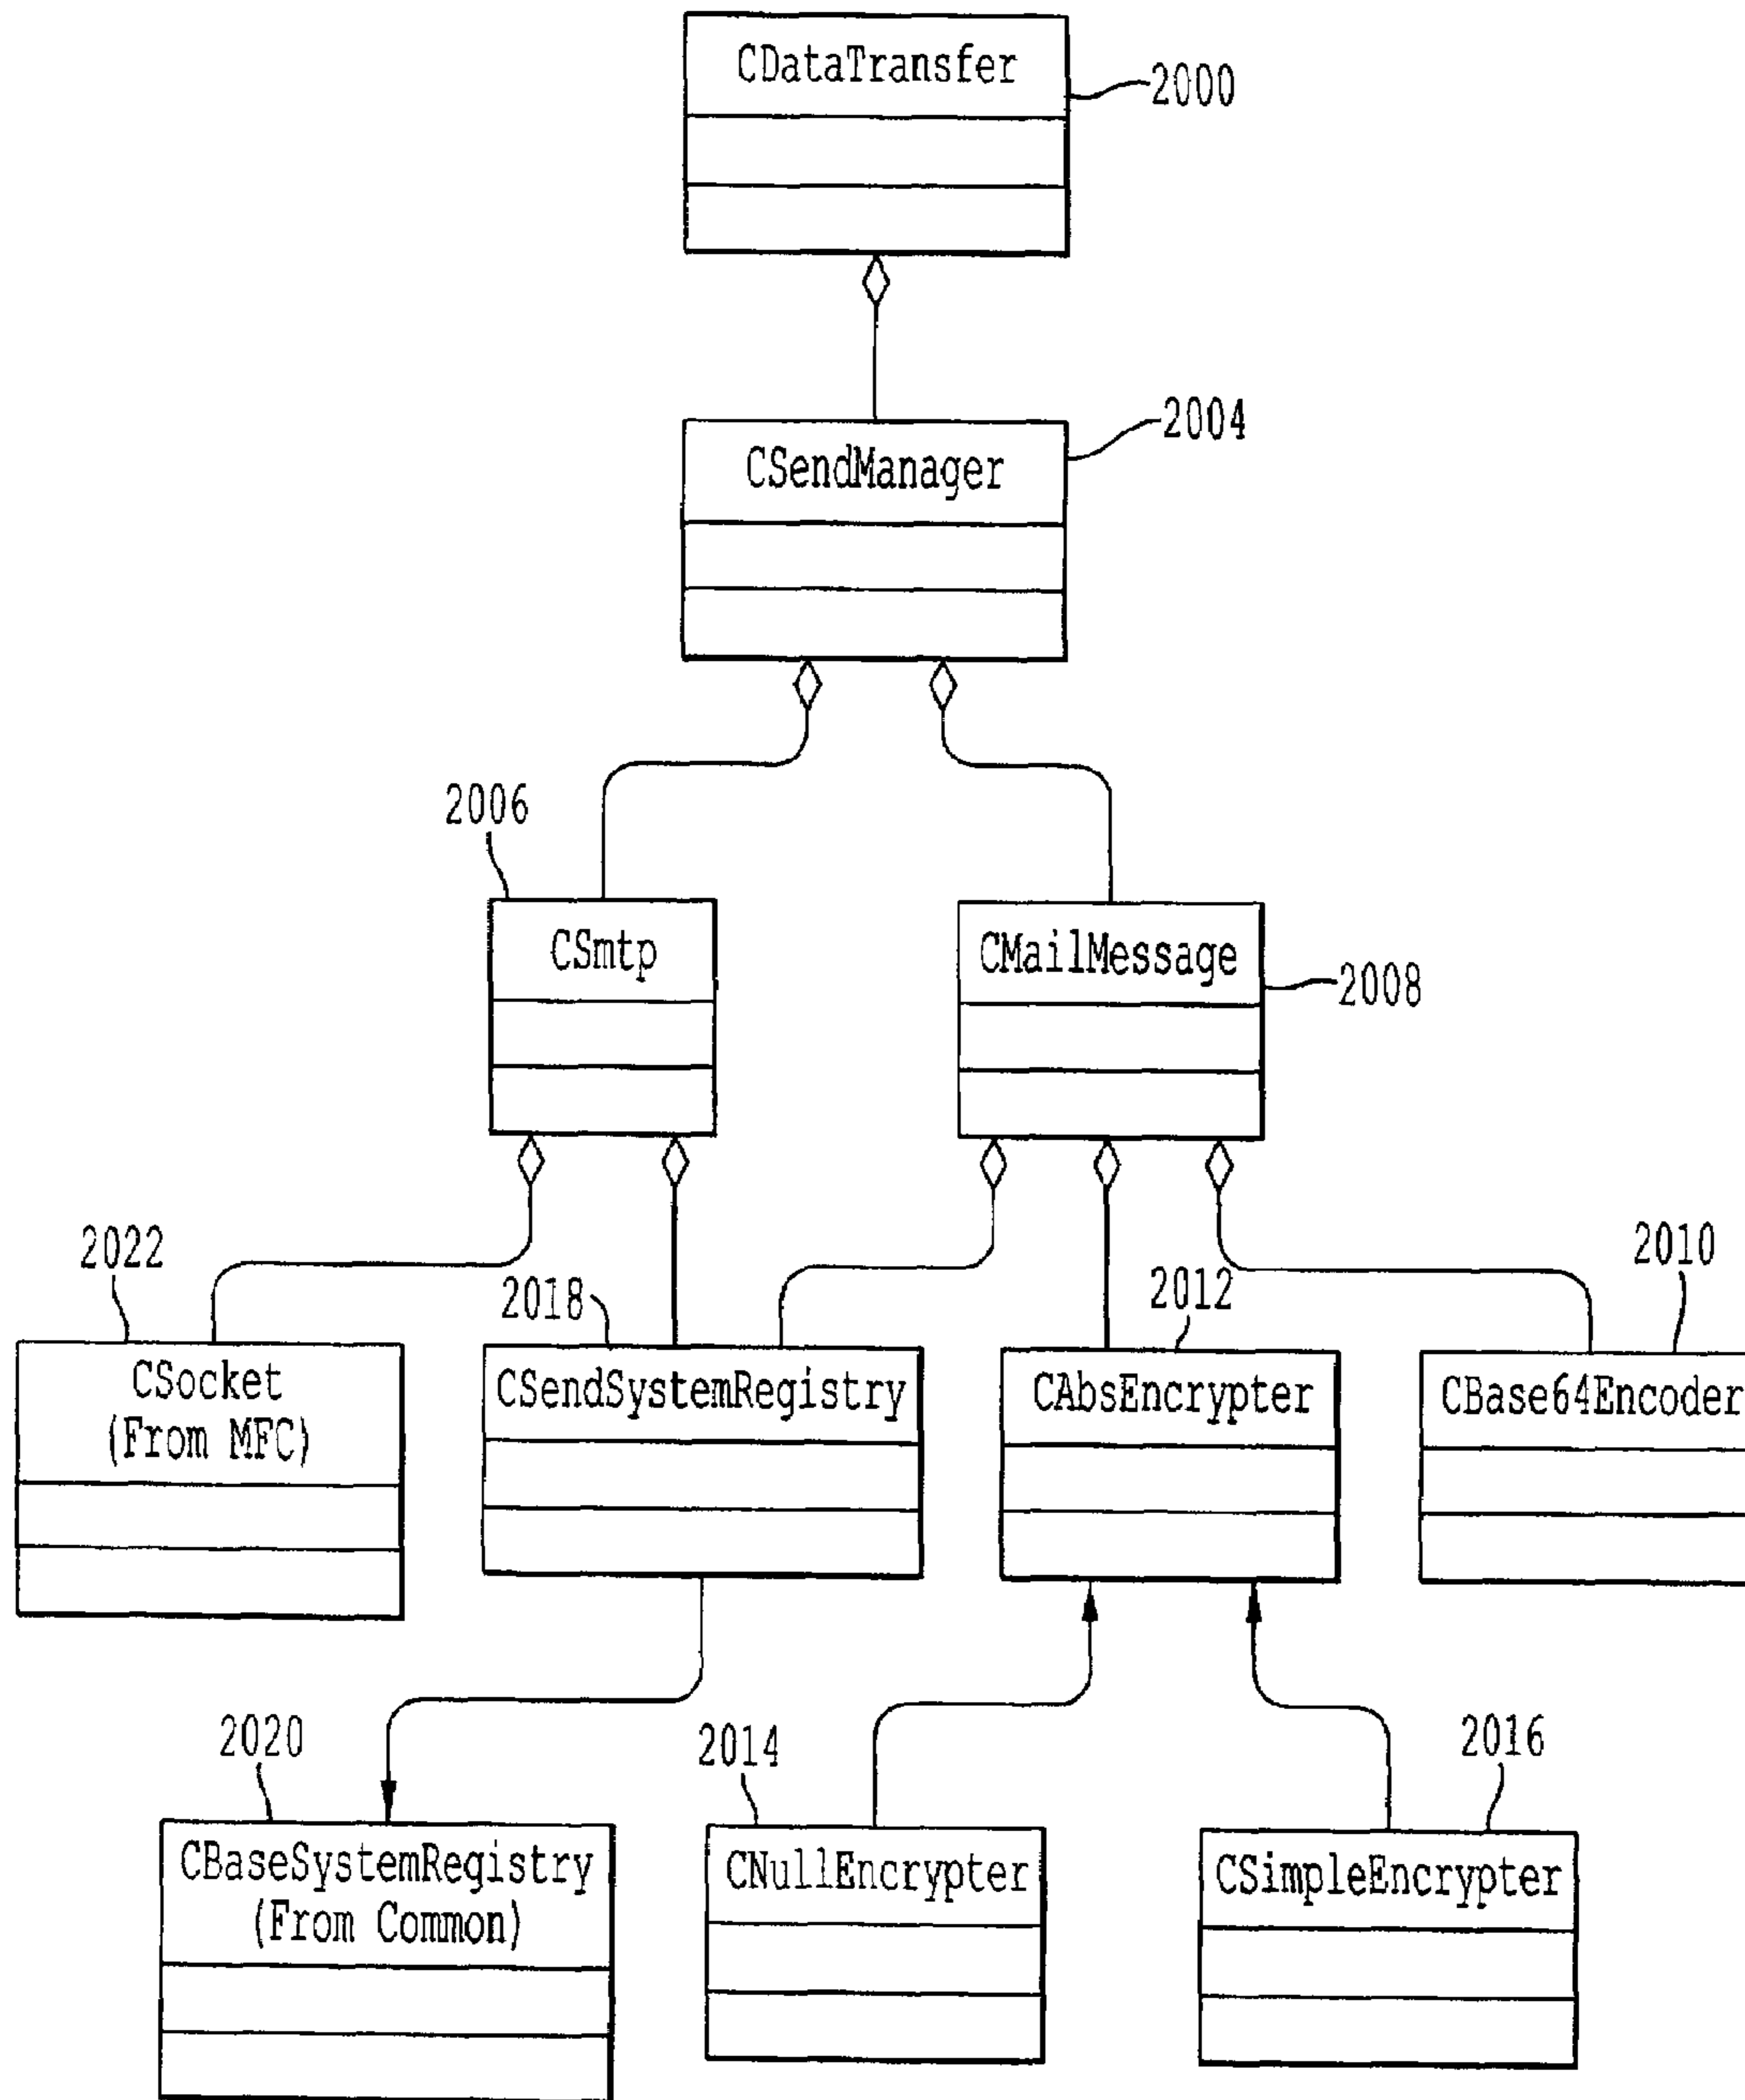 CDataTransfer
2000
2004
CSendManager
2006
CSmtp
CMailMessage
2008
2022
2018
2012
2010
CSocket
(From MFC)
CSendSystemRegistry
CAbsEncrypter
CBase64Encoder
2020
2014
2016
CBaseSystemRegistry
(From Common)
CNullEncrypter
CSimpleEncrypter